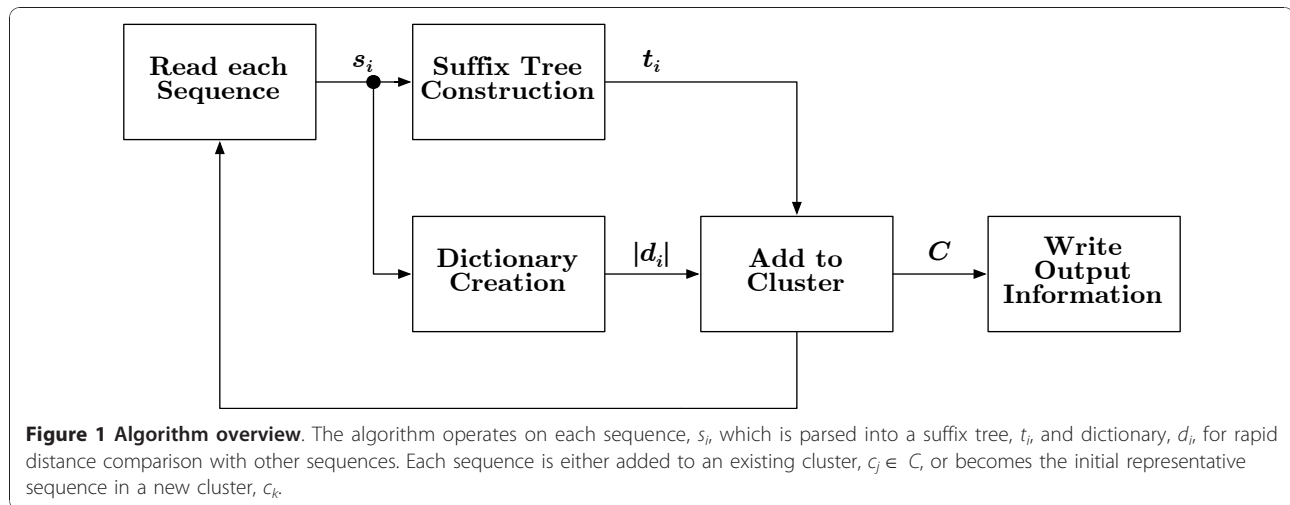 Read each
Sequence
s_i
Suffix Tree
Construction
t_i
Dictionary
Creation
|d_i|
Add to
Cluster
C
Write
Output
Information
Figure 1 Algorithm overview. The algorithm operates on each sequence, s_i, which is parsed into a suffix tree, t_i, and dictionary, d_i, for rapid
distance comparison with other sequences. Each sequence is either added to an existing cluster, c_j ∈ C, or becomes the initial representative
sequence in a new cluster, c_k.